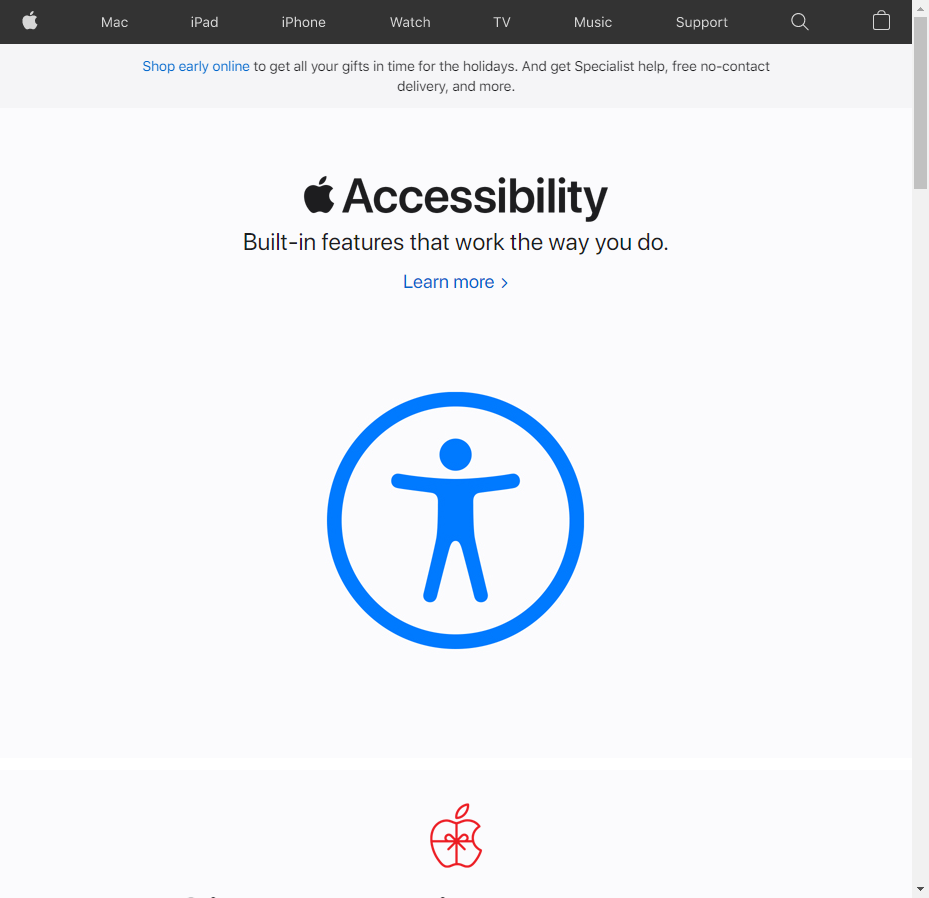 Mac iPad iPhone Watch TV Music Support
Shop early online to get all your gifts in time for the holidays. And get Specialist help, free no-contact
delivery, and more.
Accessibility
Built-in features that work the way you do.
Learn more >